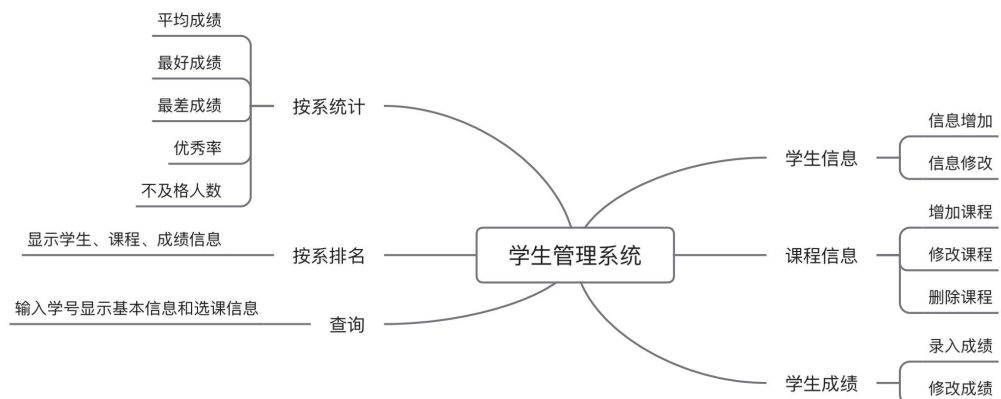 学生管理系统
按系统计
平均成绩
最好成绩
最差成绩
优秀率
不及格人数
按系排名
显示学生、课程、成绩信息
查询
输入学号显示基本信息和选课信息
学生信息
信息增加
信息修改
课程信息
增加课程
修改课程
删除课程
学生成绩
录入成绩
修改成绩